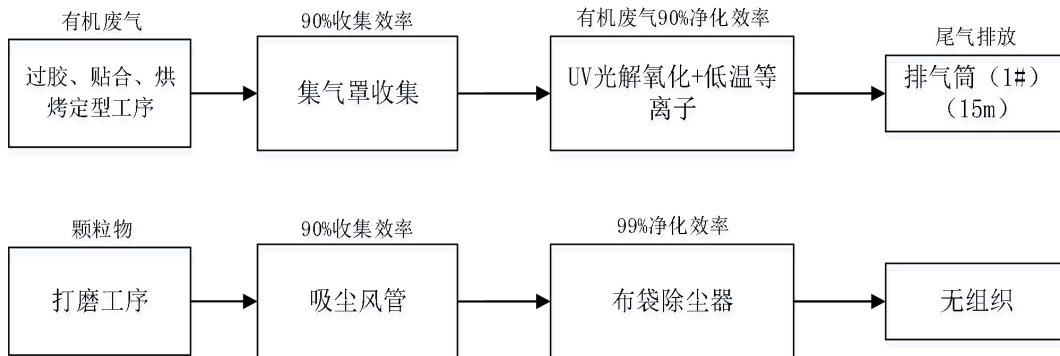 有机废气
90%收集效率
有机废气90%净化效率
尾气排放
过胶、贴合、烘
烤定型工序
集气罩收集
UV光解氧化+低温等
离子
排气筒（1#）
（15m）
颗粒物
90%收集效率
99%净化效率
打磨工序
吸尘风管
布袋除尘器
无组织